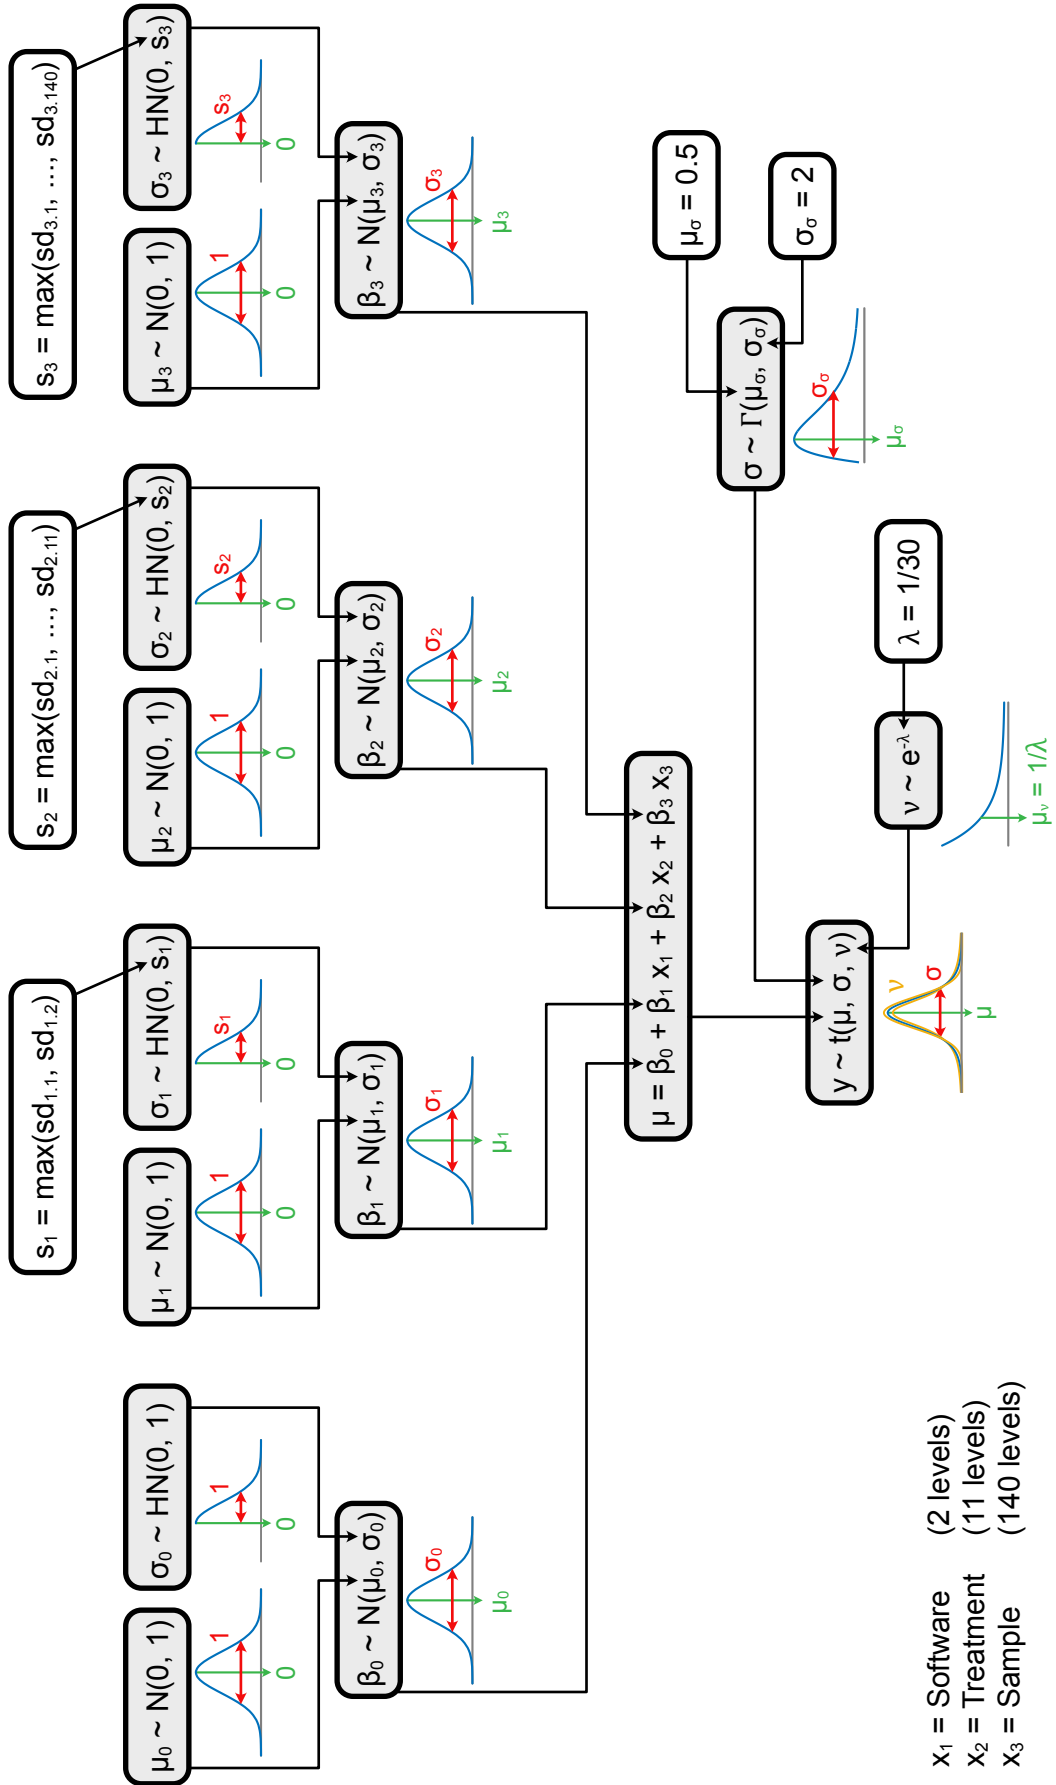 s₁ = max(sd₁.₁, sd₁.₂)
s₂ = max(sd₂.₁, ..., sd₂.₁₁)
s₃ = max(sd₃.₁, ..., sd₃.₁₄₀)
μ₀ ~ N(0, 1)
σ₀ ~ HN(0, 1)
μ₁ ~ N(0, 1)
σ₁ ~ HN(0, s₁)
μ₂ ~ N(0, 1)
σ₂ ~ HN(0, s₂)
μ₃ ~ N(0, 1)
σ₃ ~ HN(0, s₃)
1
1
1
s₁
1
s₂
1
s₃
0
0
0
0
0
0
0
0
β₀ ~ N(μ₀, σ₀)
β₁ ~ N(μ₁, σ₁)
β₂ ~ N(μ₂, σ₂)
β₃ ~ N(μ₃, σ₃)
σ₀
σ₁
σ₂
σ₃
μ₀
μ₁
μ₂
μ₃
μ = β₀ + β₁ x₁ + β₂ x₂ + β₃ x₃
μσ = 0.5
σσ = 2
σ ~ Γ(μσ, σσ)
σσ
μσ
y ~ t(μ, σ, ν)
ν ~ e^-λ
λ = 1/30
ν
σ
μ
μν = 1/λ
x₁ = Software (2 levels)
x₂ = Treatment (11 levels)
x₃ = Sample (140 levels)